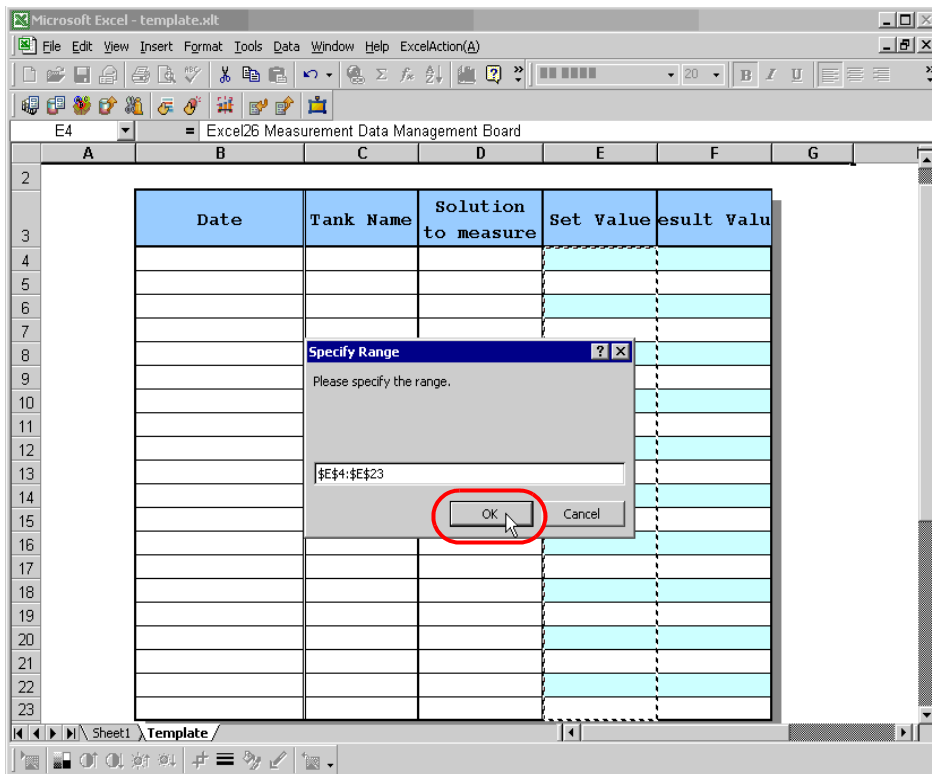 Microsoft Excel - template.xlt
File Edit View Insert Format Tools Data Window Help ExcelAction(A)
20 B I U
E4 = Excel26 Measurement Data Management Board
A B C D E F G
2
3 Date Tank Name Solution to measure Set Value esult Valu
4
5
6
7
8
9
10
11
12
13
14
15
16
17
18
19
20
21
22
23
Specify Range
Please specify the range.
$E$4:$E$23
OK Cancel
Sheet1 Template